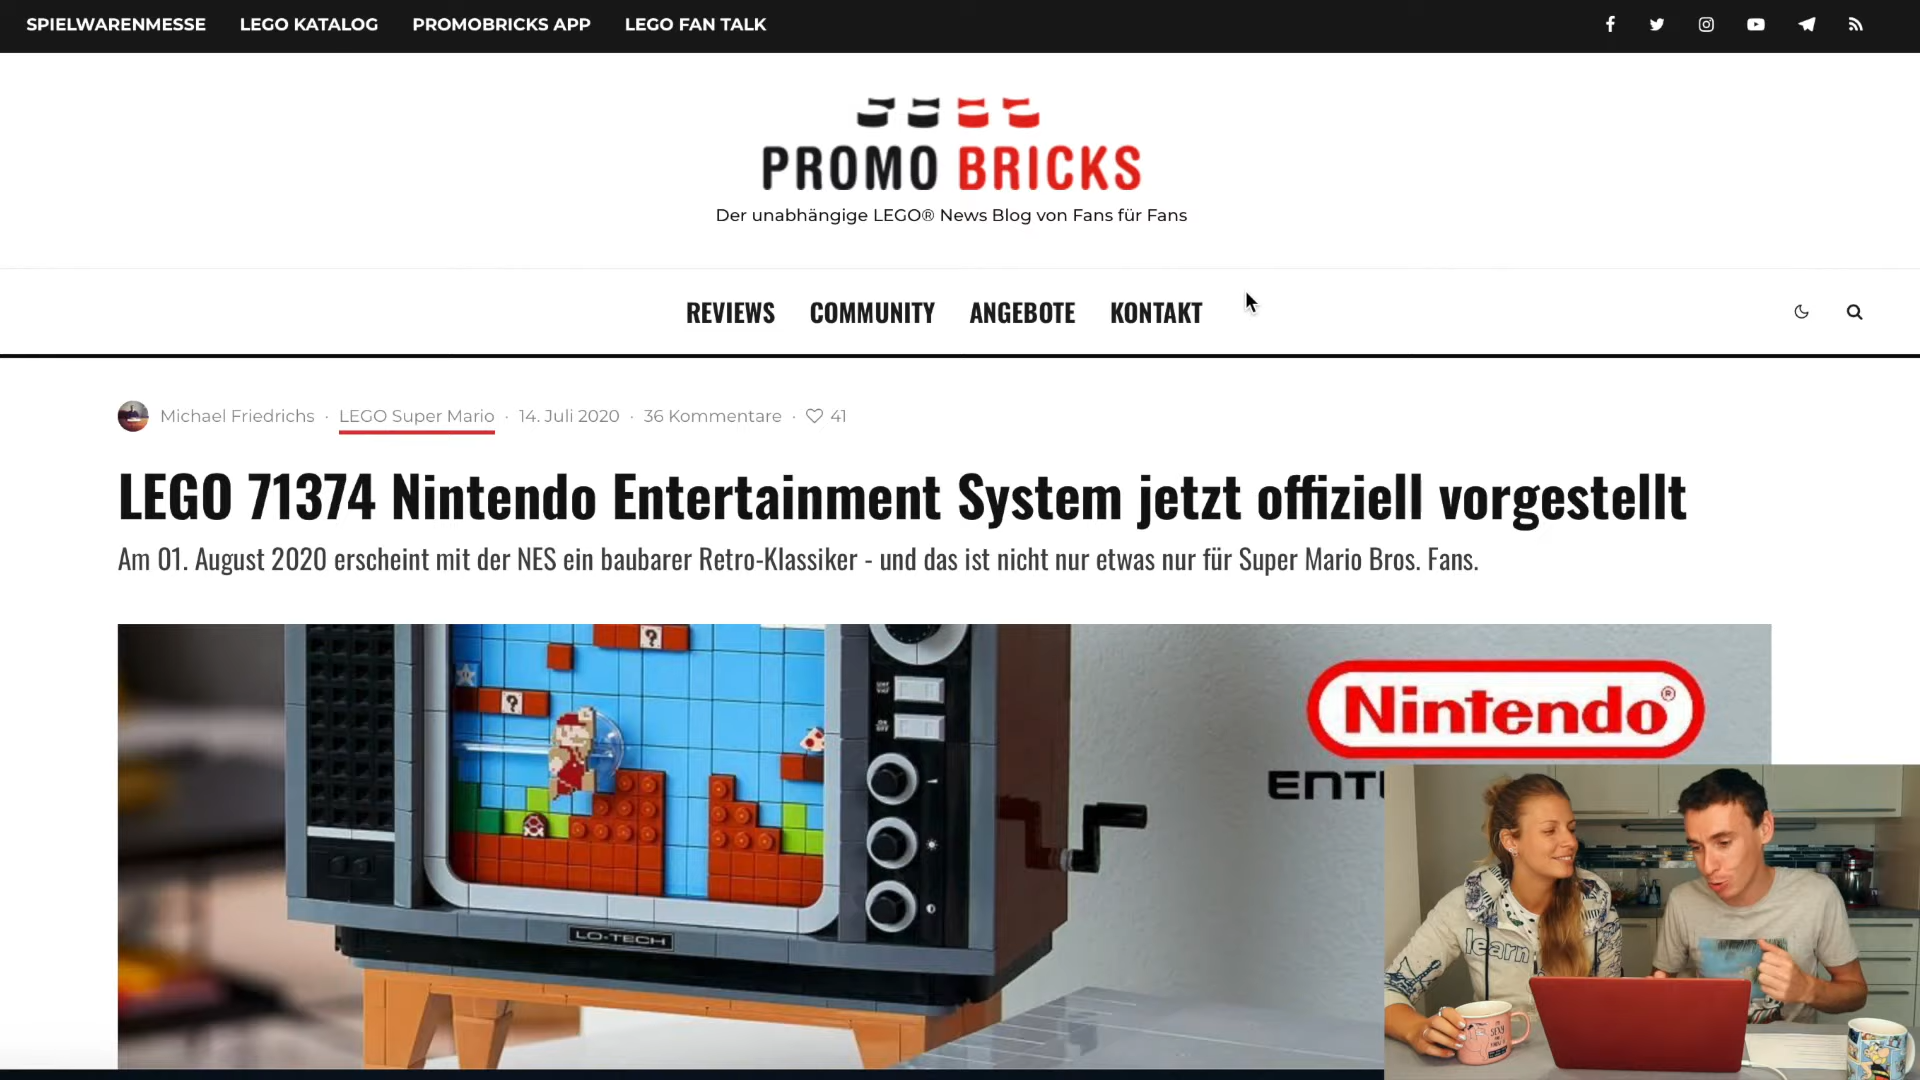 SPIELWARENMESSE LEGO KATALOG PROMOBRICKS APP LEGO FAN TALK
PROMO BRICKS
Der unabhängige LEGO® News Blog von Fans für Fans
REVIEWS COMMUNITY ANGEBOTE KONTAKT
Michael Friedrichs · LEGO Super Mario · 14. Juli 2020 · 36 Kommentare · 41
LEGO 71374 Nintendo Entertainment System jetzt offiziell vorgestellt
Am 01. August 2020 erscheint mit der NES ein baubarer Retro-Klassiker - und das ist nicht nur etwas nur für Super Mario Bros. Fans.
?
?
Nintendo®
ENT
LO-TECH
learn